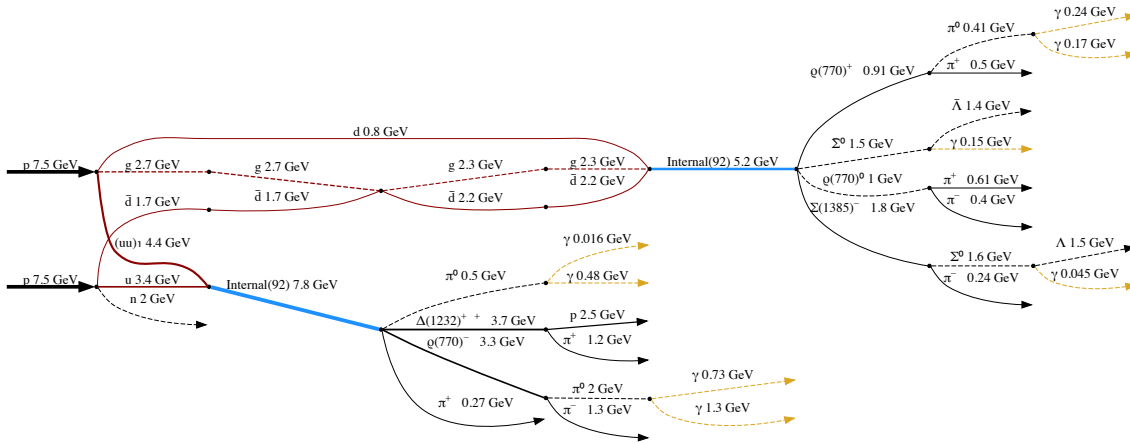 π⁰ 0.41 GeV
γ 0.24 GeV
γ 0.17 GeV
ϱ(770)⁺ 0.91 GeV
π⁺ 0.5 GeV
Λ̄ 1.4 GeV
d 0.8 GeV
Σ⁰ 1.5 GeV
γ 0.15 GeV
p 7.5 GeV
g 2.7 GeV
g 2.7 GeV
g 2.3 GeV
g 2.3 GeV
Internal(92) 5.2 GeV
d̄ 1.7 GeV
d̄ 1.7 GeV
d̄ 2.2 GeV
d̄ 2.2 GeV
ϱ(770)⁰ 1 GeV
π⁺ 0.61 GeV
π⁻ 0.4 GeV
Σ(1385)⁻ 1.8 GeV
(uu)₁ 4.4 GeV
γ 0.016 GeV
Σ⁰ 1.6 GeV
Λ 1.5 GeV
π⁻ 0.24 GeV
γ 0.045 GeV
p 7.5 GeV
u 3.4 GeV
n 2 GeV
Internal(92) 7.8 GeV
π⁰ 0.5 GeV
γ 0.48 GeV
Δ(1232)⁺ ⁺ 3.7 GeV
p 2.5 GeV
ϱ(770)⁻ 3.3 GeV
π⁺ 1.2 GeV
π⁰ 2 GeV
γ 0.73 GeV
π⁺ 0.27 GeV
π⁻ 1.3 GeV
γ 1.3 GeV